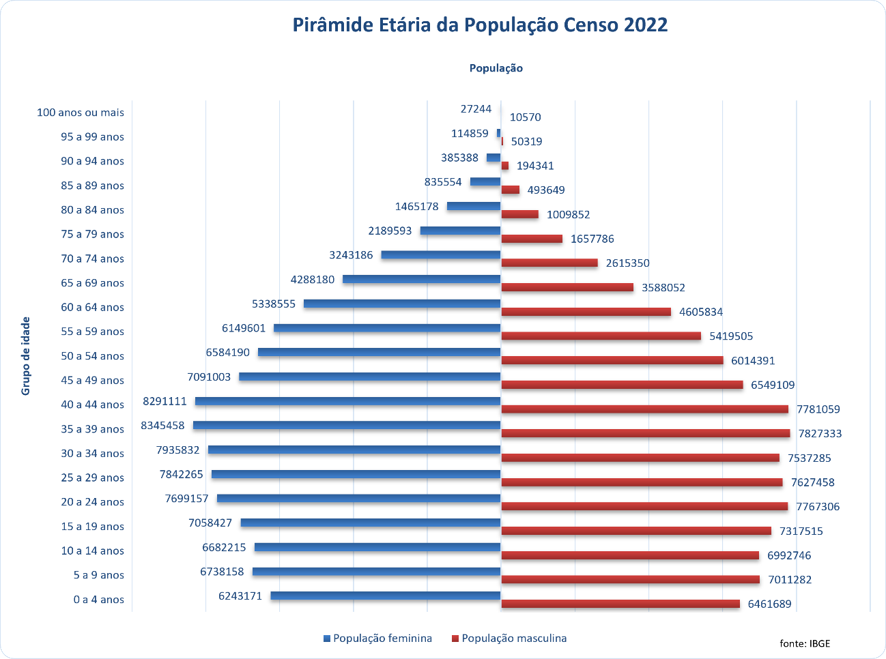 Pirâmide Etária da População Censo 2022
População
Grupo de idade
100 anos ou mais 27244 10570
95 a 99 anos 114859 50319
90 a 94 anos 385388 194341
85 a 89 anos 835554 493649
80 a 84 anos 1465178 1009852
75 a 79 anos 2189593 1657786
70 a 74 anos 3243186 2615350
65 a 69 anos 4288180 3588052
60 a 64 anos 5338555 4605834
55 a 59 anos 6149601 5419505
50 a 54 anos 6584190 6014391
45 a 49 anos 7091003 6549109
40 a 44 anos 8291111 7781059
35 a 39 anos 8345458 7827333
30 a 34 anos 7935832 7537285
25 a 29 anos 7842265 7627458
20 a 24 anos 7699157 7767306
15 a 19 anos 7058427 7317515
10 a 14 anos 6682215 6992746
5 a 9 anos 6738158 7011282
0 a 4 anos 6243171 6461689
População feminina População masculina
fonte: IBGE